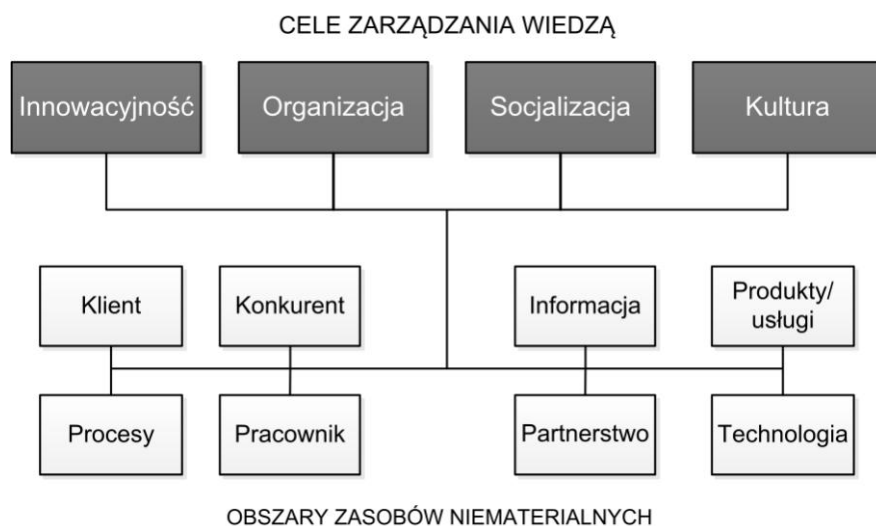 CELE ZARZĄDZANIA WIEDZĄ
Innowacyjność
Organizacja
Socjalizacja
Kultura
Klient
Konkurent
Informacja
Produkty/
usługi
Procesy
Pracownik
Partnerstwo
Technologia
OBSZARY ZASOBÓW NIEMATERIALNYCH